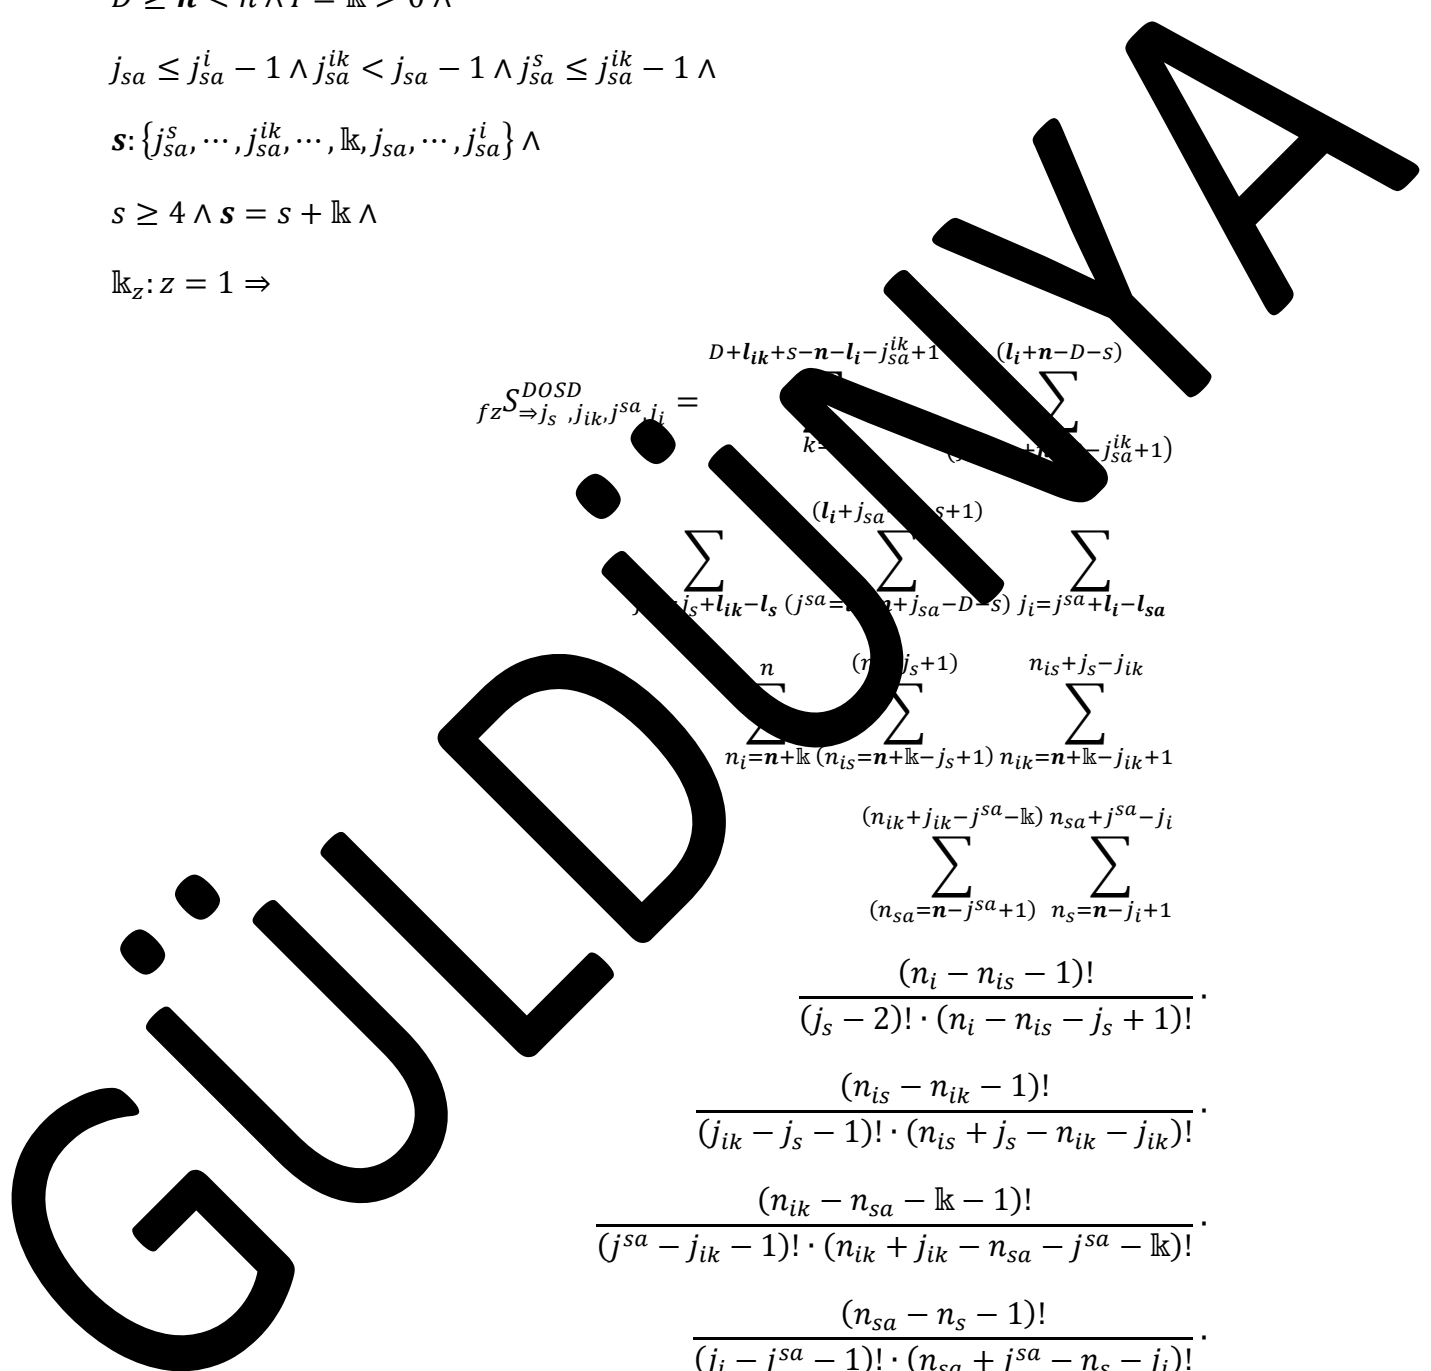 D ≥ n < n ∧ I = 𝕜 > 0 ∧
j_{sa} ≤ j_{sa}^{i} − 1 ∧ j_{sa}^{ik} < j_{sa} − 1 ∧ j_{sa}^{s} ≤ j_{sa}^{ik} − 1 ∧
s: {j_{sa}^{s}, ⋯, j_{sa}^{ik}, ⋯, 𝕜, j_{sa}, ⋯, j_{sa}^{i}} ∧
s ≥ 4 ∧ s = s + 𝕜 ∧
𝕜_z: z = 1 ⇒
D+l_{ik}+s−n−l_i−j_{sa}^{ik}+1 (l_i+n−D−s)
_{fz}S_{⇒j_s ,j_{ik},j^{sa},j_i}^{DOSD} = ∑ ∑
−j_{sa}^{ik}+1)
(l_i+j_{sa} s+1)
∑ ∑ ∑
j_s+l_{ik}−l_s (j^{sa}= n+j_{sa}−D−s) j_i=j^{sa}+l_i−l_{sa}
n j_s+1) n_{is}+j_s−j_{ik}
∑ ∑ ∑
n_i=n+𝕜 (n_{is}=n+𝕜−j_s+1) n_{ik}=n+𝕜−j_{ik}+1
(n_{ik}+j_{ik}−j^{sa}−𝕜) n_{sa}+j^{sa}−j_i
∑ ∑
(n_{sa}=n−j^{sa}+1) n_s=n−j_i+1
(n_i − n_{is} − 1)!
(j_s − 2)! · (n_i − n_{is} − j_s + 1)! ·
(n_{is} − n_{ik} − 1)!
(j_{ik} − j_s − 1)! · (n_{is} + j_s − n_{ik} − j_{ik})! ·
(n_{ik} − n_{sa} − 𝕜 − 1)!
(j^{sa} − j_{ik} − 1)! · (n_{ik} + j_{ik} − n_{sa} − j^{sa} − 𝕜)! ·
(n_{sa} − n_s − 1)!
(j_i − j^{sa} − 1)! · (n_{sa} + j^{sa} − n_s − j_i)! ·
GÜLDÜNYA